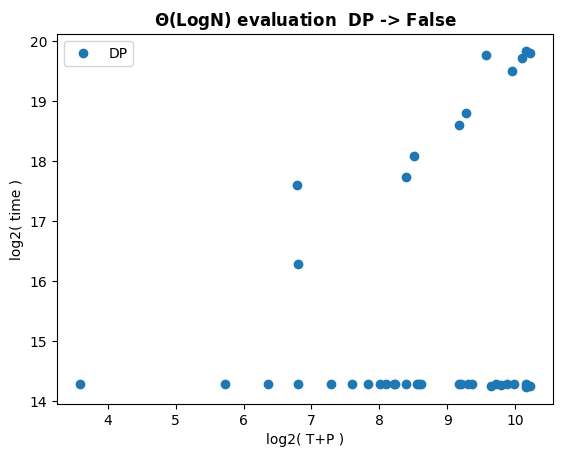 Θ(LogN) evaluation  DP -> False
DP
20
19
18
17
16
15
14
log2( time )
4 5 6 7 8 9 10
log2( T+P )